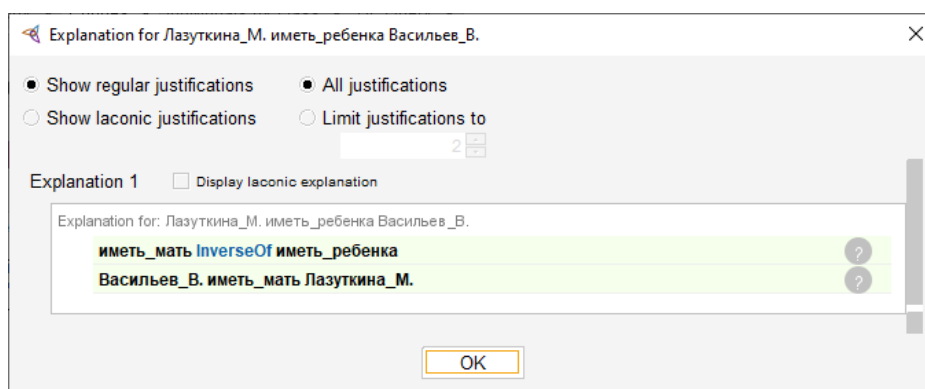 Explanation for Лазуткина_М. иметь_ребенка Васильев_В.
Show regular justifications All justifications
Show laconic justifications Limit justifications to
2
Explanation 1 Display laconic explanation
Explanation for: Лазуткина_М. иметь_ребенка Васильев_В.
иметь_мать InverseOf иметь_ребенка ?
Васильев_В. иметь_мать Лазуткина_М. ?
OK